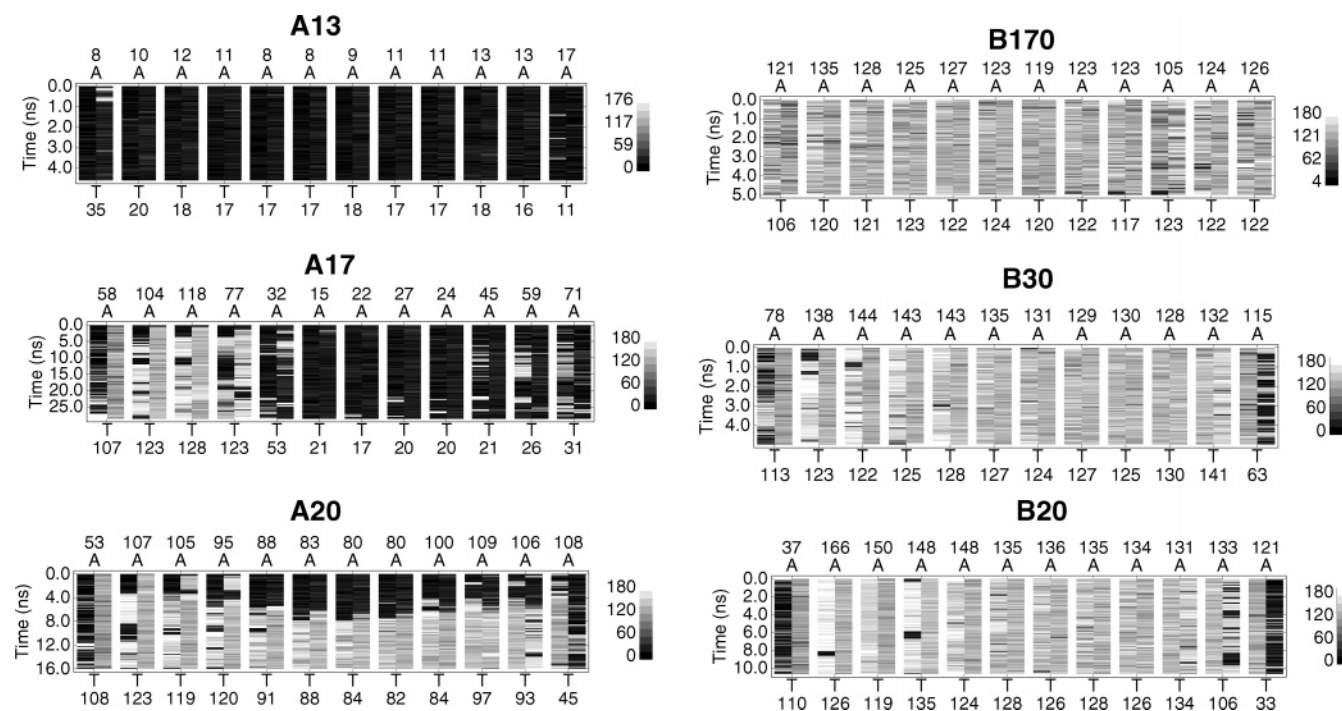 A13
8 10 12 11 8 8 9 11 11 13 13 17
A A A A A A A A A A A A
0.0
1.0
2.0
3.0
4.0
Time (ns)
176
117
59
0
T T T T T T T T T T T T
35 20 18 17 17 17 18 17 17 18 16 11
A17
58 104 118 77 32 15 22 27 24 45 59 71
A A A A A A A A A A A A
0.0
5.0
10.0
15.0
20.0
25.0
Time (ns)
180
120
60
0
T T T T T T T T T T T T
107 123 128 123 53 21 17 20 20 21 26 31
A20
53 107 105 95 88 83 80 80 100 109 106 108
A A A A A A A A A A A A
0.0
4.0
8.0
12.0
16.0
Time (ns)
180
120
60
0
T T T T T T T T T T T T
108 123 119 120 91 88 84 82 84 97 93 45
B170
121 135 128 125 127 123 119 123 123 105 124 126
A A A A A A A A A A A A
0.0
1.0
2.0
3.0
4.0
5.0
Time (ns)
180
121
62
4
T T T T T T T T T T T T
106 120 121 123 122 124 120 122 117 123 122 122
B30
78 138 144 143 143 135 131 129 130 128 132 115
A A A A A A A A A A A A
0.0
1.0
2.0
3.0
4.0
Time (ns)
180
120
60
0
T T T T T T T T T T T T
113 123 122 125 128 127 124 127 125 130 141 63
B20
37 166 150 148 148 135 136 135 134 131 133 121
A A A A A A A A A A A A
0.0
2.0
4.0
6.0
8.0
10.0
Time (ns)
180
120
60
0
T T T T T T T T T T T T
110 126 119 135 124 128 126 128 126 134 106 33